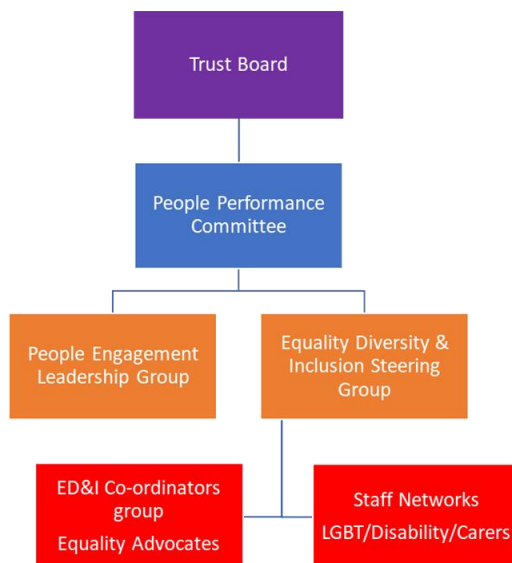 Trust Board
People Performance
Committee
People Engagement
Leadership Group
Equality Diversity &
Inclusion Steering
Group
ED&I Co-ordinators
group
Equality Advocates
Staff Networks
LGBT/Disability/Carers